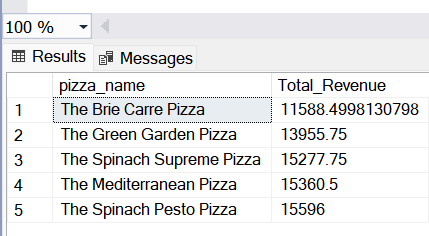 100 %
Results Messages
pizza_name Total_Revenue
1 The Brie Carre Pizza 11588.4998130798
2 The Green Garden Pizza 13955.75
3 The Spinach Supreme Pizza 15277.75
4 The Mediterranean Pizza 15360.5
5 The Spinach Pesto Pizza 15596